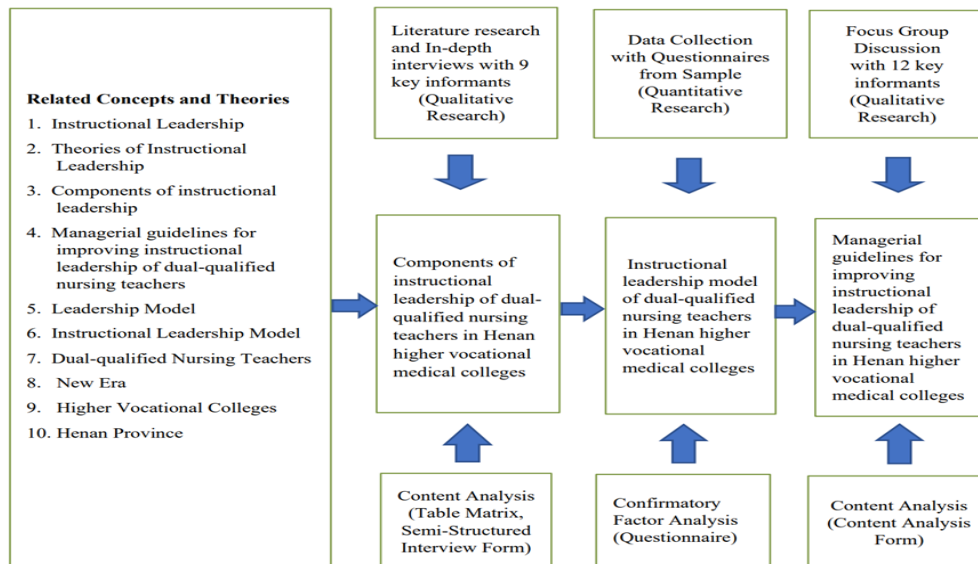 Related Concepts and Theories
1. Instructional Leadership
2. Theories of Instructional
Leadership
3. Components of instructional
leadership
4. Managerial guidelines for
improving instructional
leadership of dual-qualified
nursing teachers
5. Leadership Model
6. Instructional Leadership Model
7. Dual-qualified Nursing Teachers
8. New Era
9. Higher Vocational Colleges
10. Henan Province
Literature research
and In-depth
interviews with 9
key informants
(Qualitative
Research)
Data Collection
with Questionnaires
from Sample
(Quantitative
Research)
Focus Group
Discussion
with 12 key
informants
(Qualitative
Research)
Components of
instructional
leadership of dual-
qualified nursing
teachers in Henan
higher vocational
medical colleges
Instructional
leadership model
of dual-qualified
nursing teachers
in Henan higher
vocational
medical colleges
Managerial
guidelines for
improving
instructional
leadership of
dual-qualified
nursing teachers
in Henan higher
vocational
medical colleges
Content Analysis
(Table Matrix,
Semi-Structured
Interview Form)
Confirmatory
Factor Analysis
(Questionnaire)
Content Analysis
(Content Analysis
Form)